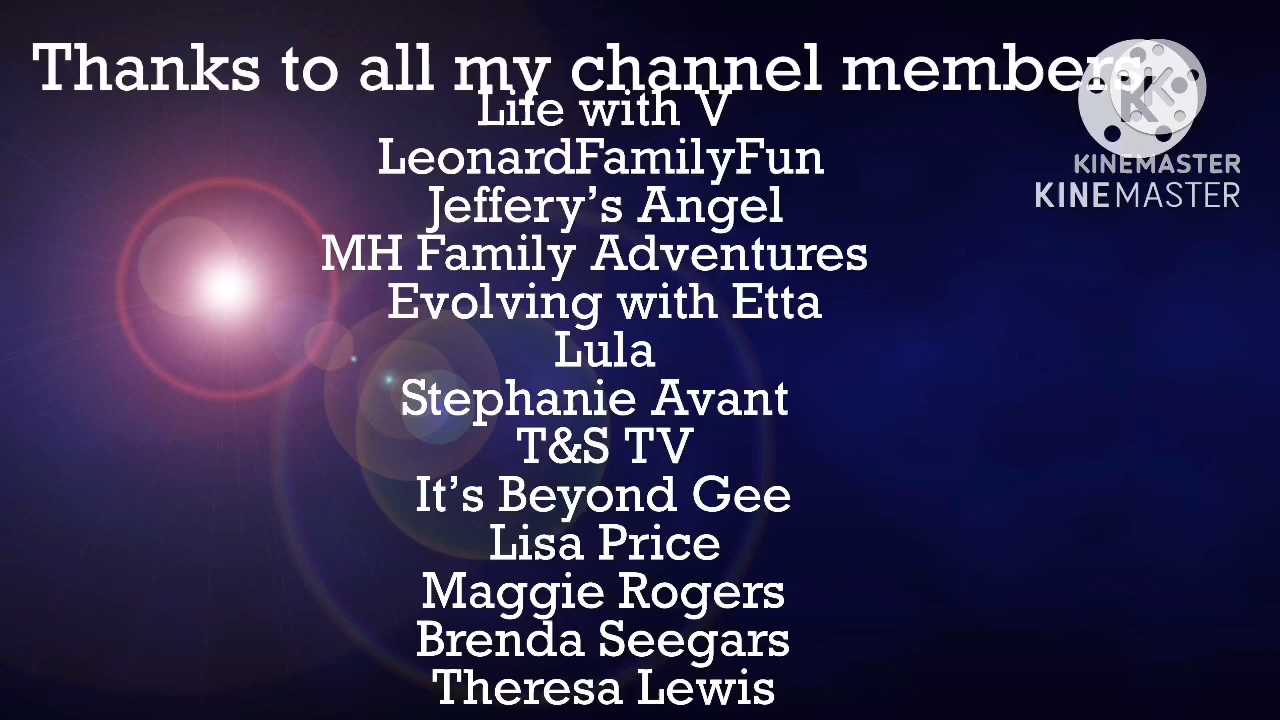 Thanks to all my channel members
Life with V
LeonardFamilyFun
Jeffery’s Angel
MH Family Adventures
Evolving with Etta
Lula
Stephanie Avant
T&S TV
It’s Beyond Gee
Lisa Price
Maggie Rogers
Brenda Seegars
Theresa Lewis
K
K
KINEMASTER
KINEMASTER